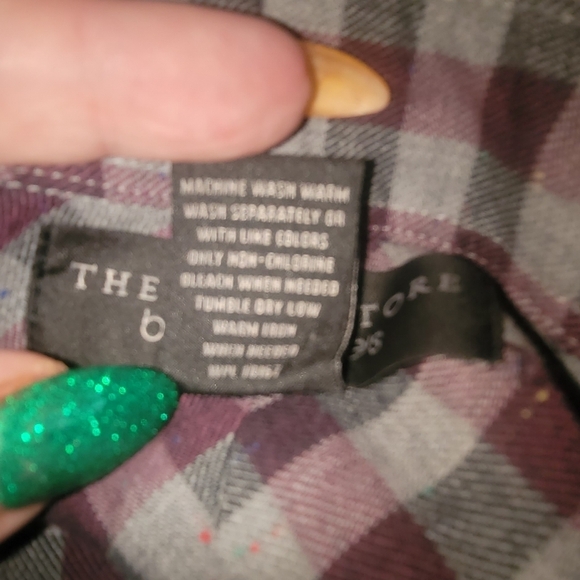 MACHINE WASH WARM
WASH SEPARATELY OR
WITH LIKE COLORS
ONLY NON-CHLORINE
BLEACH WHEN NEEDED
TUMBLE DRY LOW
WARM IRON
WHEN NEEDED
THE
b
TORE